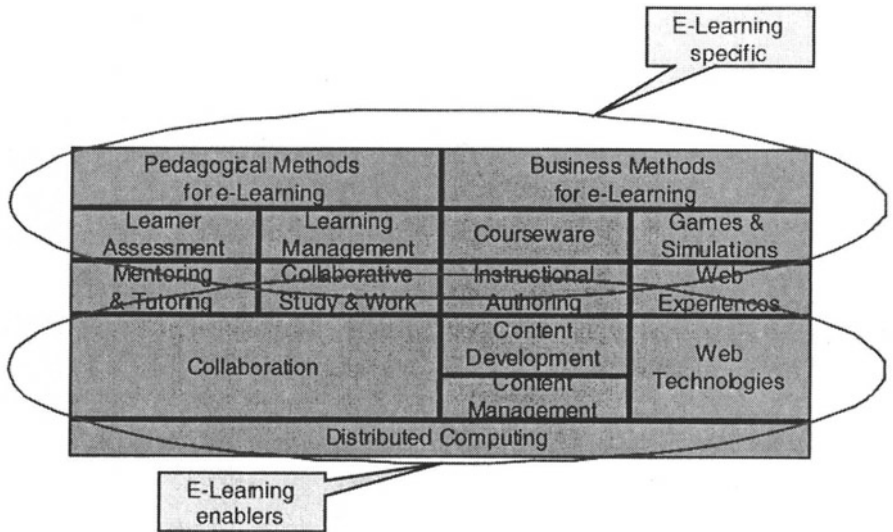 E-Learning
specific
Pedagogical Methods
for e-Learning
Business Methods
for e-Learning
Learner
Assessment
Learning
Management
Courseware
Games &
Simulations
Mentoring
& Tutoring
Collaborative
Study & Work
Instructional
Authoring
Web
Experiences
Collaboration
Content
Development
Content
Management
Web
Technologies
Distributed Computing
E-Learning
enablers